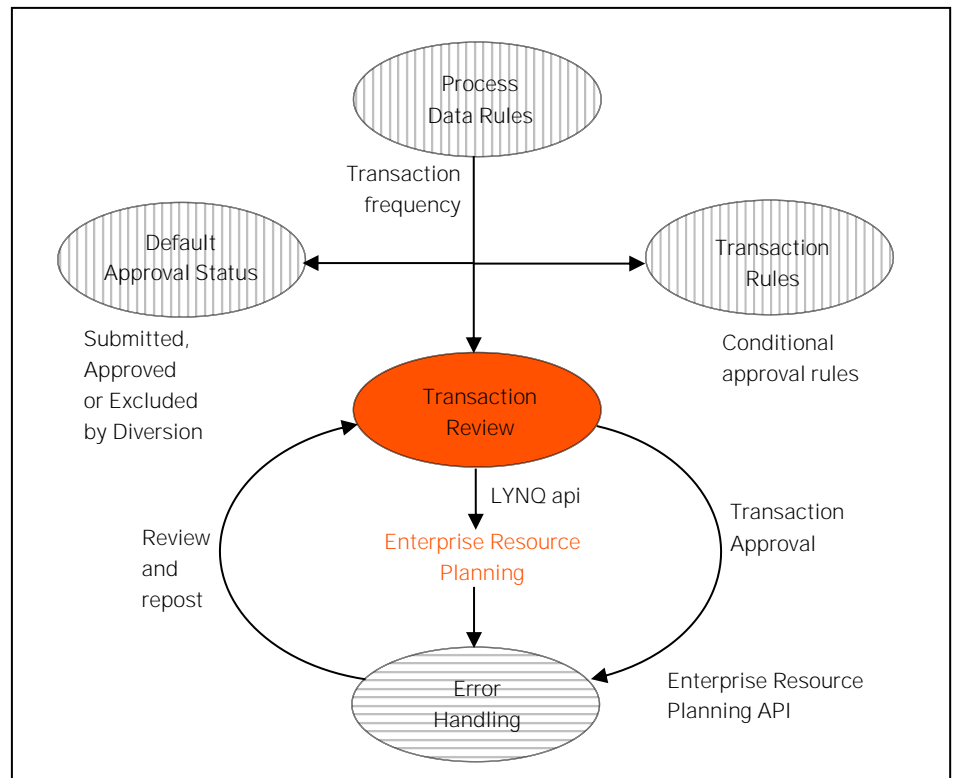 Process
Data Rules
Transaction
frequency
Default
Approval Status
Transaction
Rules
Submitted,
Approved
or Excluded
by Diversion
Conditional
approval rules
Transaction
Review
LYNQ api
Review
and
repost
Enterprise Resource
Planning
Transaction
Approval
Error
Handling
Enterprise Resource
Planning API